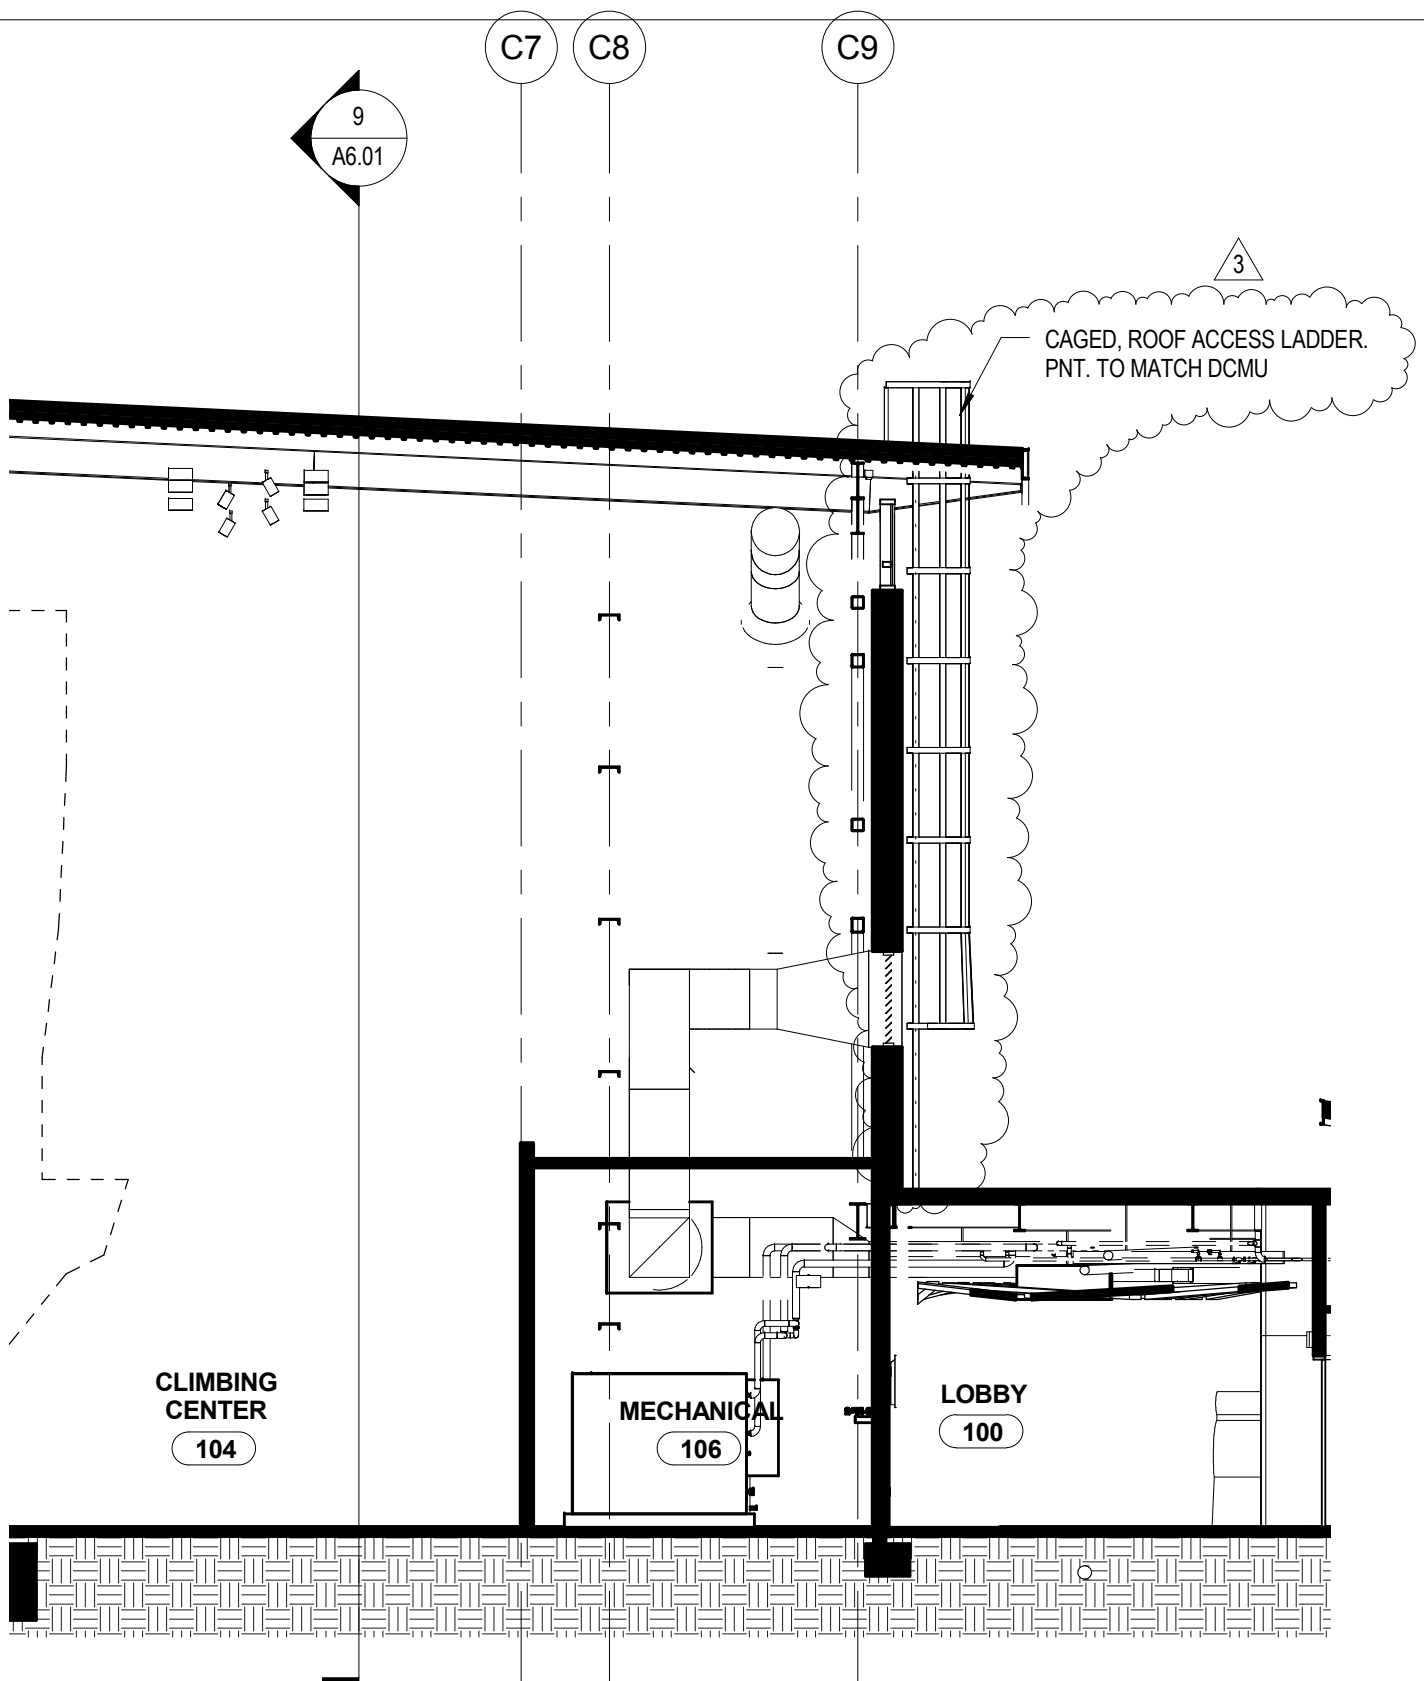 C7
C8
C9
9
A6.01
3
CAGED, ROOF ACCESS LADDER.
PNT. TO MATCH DCMU
CLIMBING
CENTER
104
MECHANICAL
106
LOBBY
100